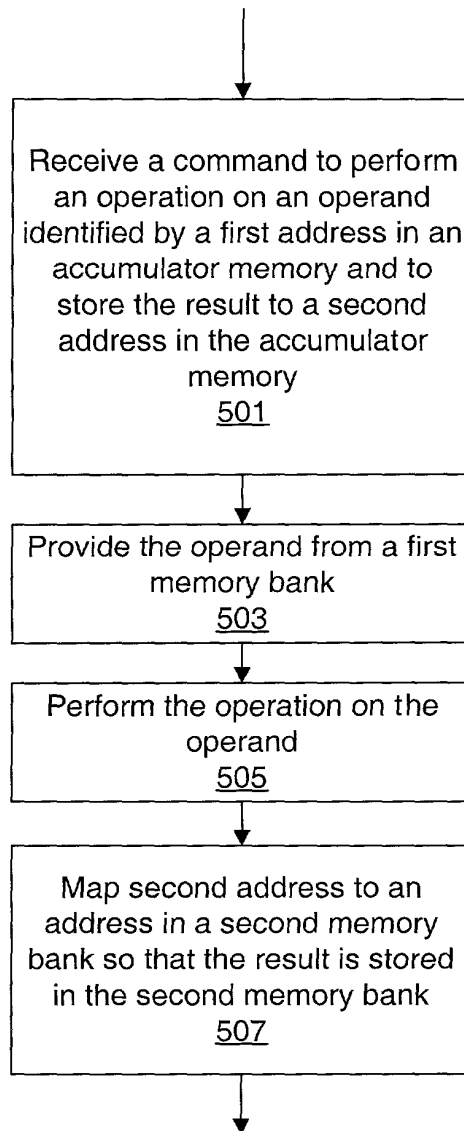 Receive a command to perform
an operation on an operand
identified by a first address in an
accumulator memory and to
store the result to a second
address in the accumulator
memory
501
Provide the operand from a first
memory bank
503
Perform the operation on the
operand
505
Map second address to an
address in a second memory
bank so that the result is stored
in the second memory bank
507